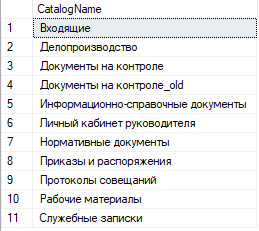 CatalogName
1 Входящие
2 Делопроизводство
3 Документы на контроле
4 Документы на контроле_old
5 Информационно-справочные документы
6 Личный кабинет руководителя
7 Нормативные документы
8 Приказы и распоряжения
9 Протоколы совещаний
10 Рабочие материалы
11 Служебные записки